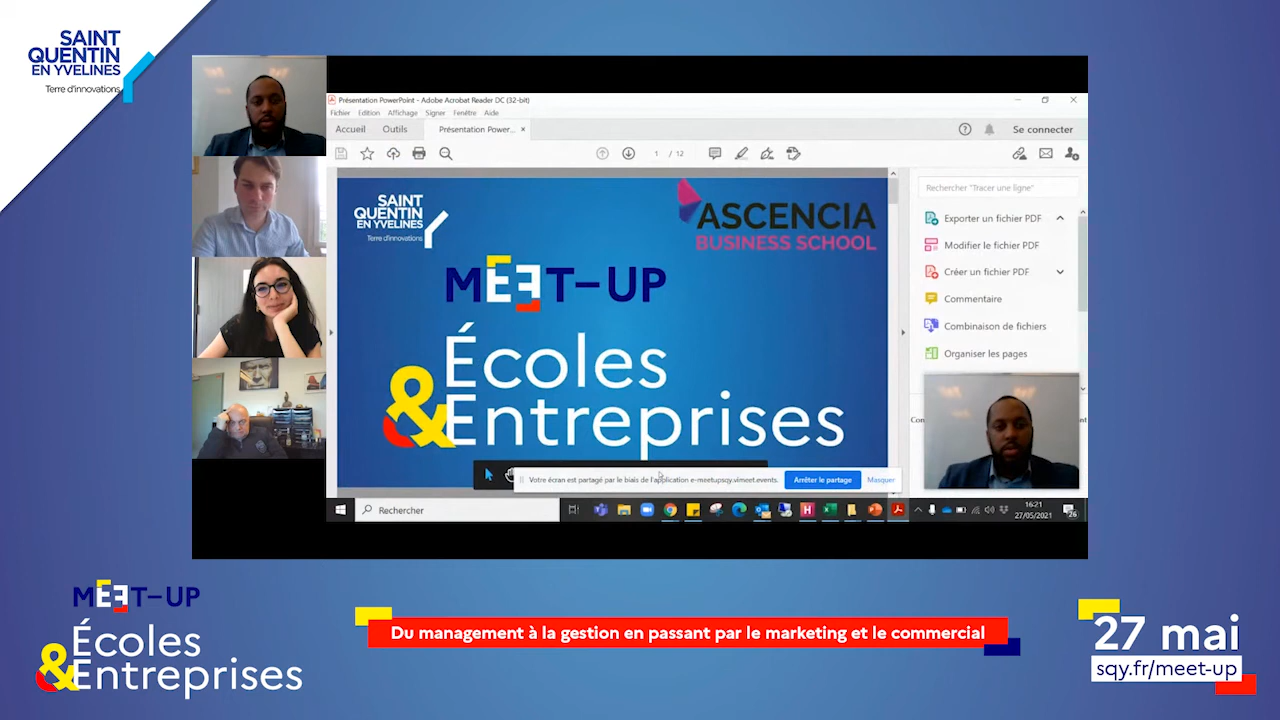 SAINT
QUENTIN
EN YVELINES
Terre d'innovations
Présentation PowerPoint - Adobe Acrobat Reader DC (32-bit)
Fichier Edition Affichage Signer Fenêtre Aide
Accueil Outils Présentation Power... × Se connecter
1 / 12
Rechercher "Tracer une ligne"
Exporter un fichier PDF
Modifier le fichier PDF
Créer un fichier PDF
Commentaire
Combinaison de fichiers
Organiser les pages
SAINT
QUENTIN
EN YVELINES
Terre d'innovations
ASCENCIA
BUSINESS SCHOOL
MEET-UP
Écoles
&Entreprises
Votre écran est partagé par le biais de l'application e-meetupsqy.vimeet.events. Arrêter le partage Masquer
Rechercher
16:21
27/05/2021
26
MEET-UP
Écoles
&Entreprises
Du management à la gestion en passant par le marketing et le commercial
27 mai
sqy.fr/meet-up